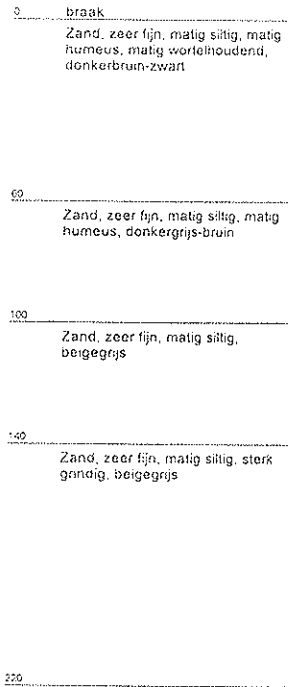 0 braak
Zand, zeer fijn, matig siltig, matig
humeus, matig wortelhoudend,
donkerbruin-zwart
60
Zand, zeer fijn, matig siltig, matig
humeus, donkergrijs-bruin
100
Zand, zeer fijn, matig siltig,
beigegrijs
140
Zand, zeer fijn, matig siltig, sterk
grindig, beigegrijs
220